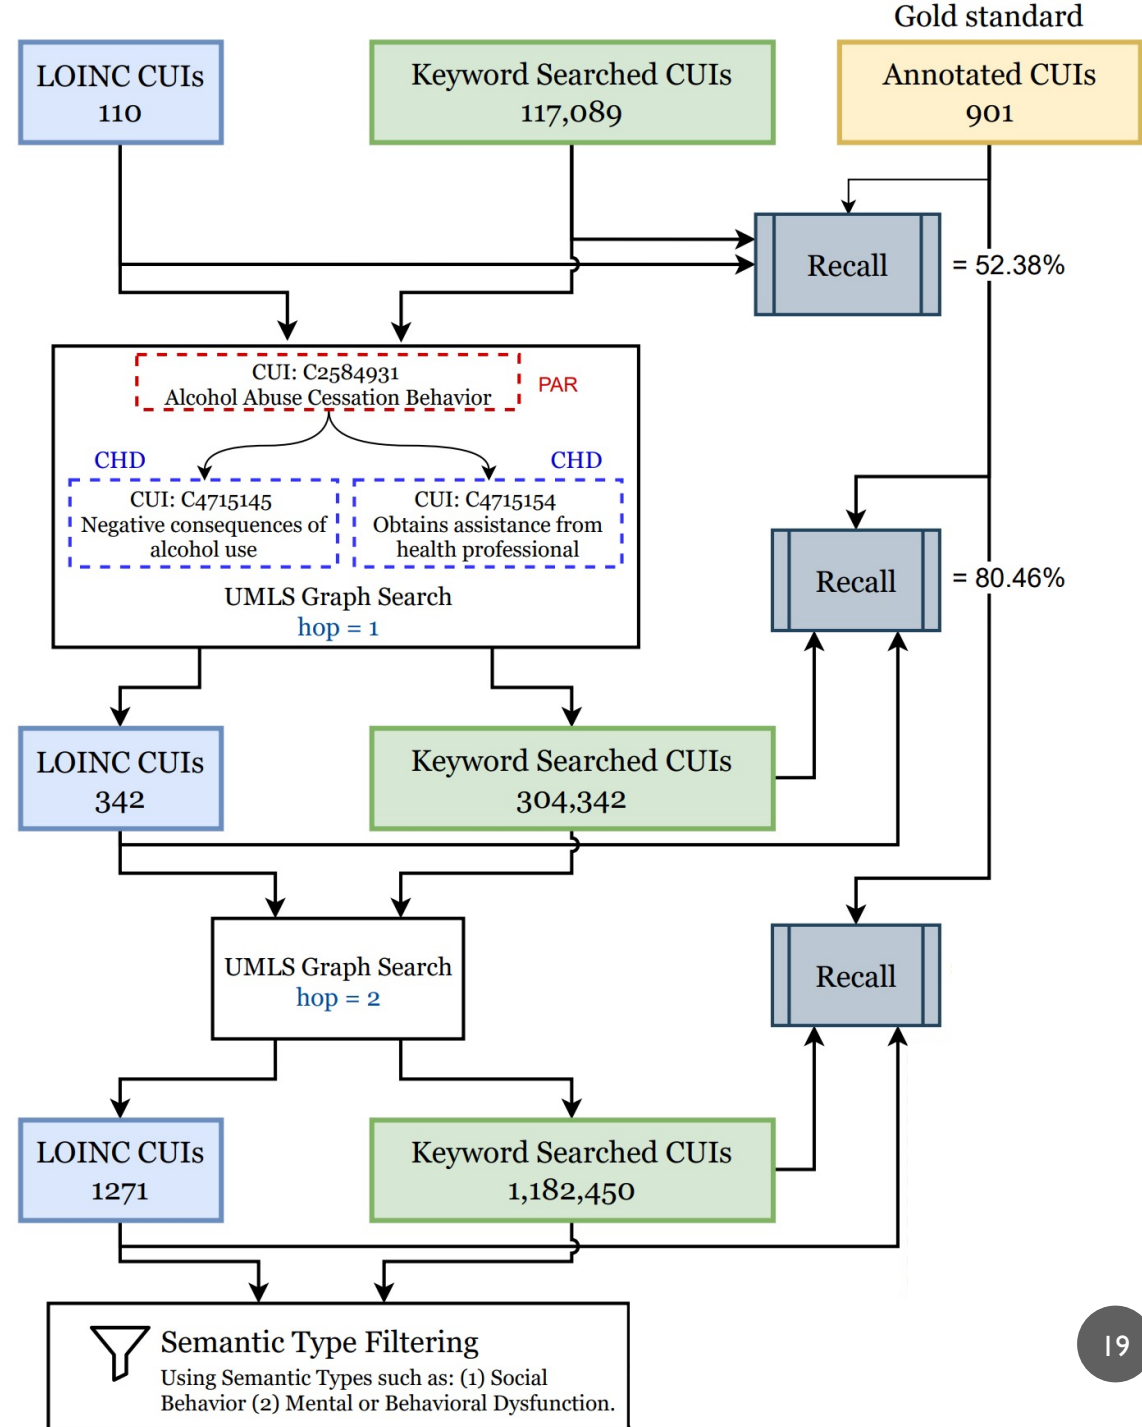 Gold standard
LOINC CUIs
110
Keyword Searched CUIs
117,089
Annotated CUIs
901
Recall
= 52.38%
CUI: C2584931
Alcohol Abuse Cessation Behavior
PAR
CHD
CHD
CUI: C4715145
Negative consequences of
alcohol use
CUI: C4715154
Obtains assistance from
health professional
UMLS Graph Search
hop = 1
Recall
= 80.46%
LOINC CUIs
342
Keyword Searched CUIs
304,342
UMLS Graph Search
hop = 2
Recall
LOINC CUIs
1271
Keyword Searched CUIs
1,182,450
Semantic Type Filtering
Using Semantic Types such as: (1) Social
Behavior (2) Mental or Behavioral Dysfunction.
19